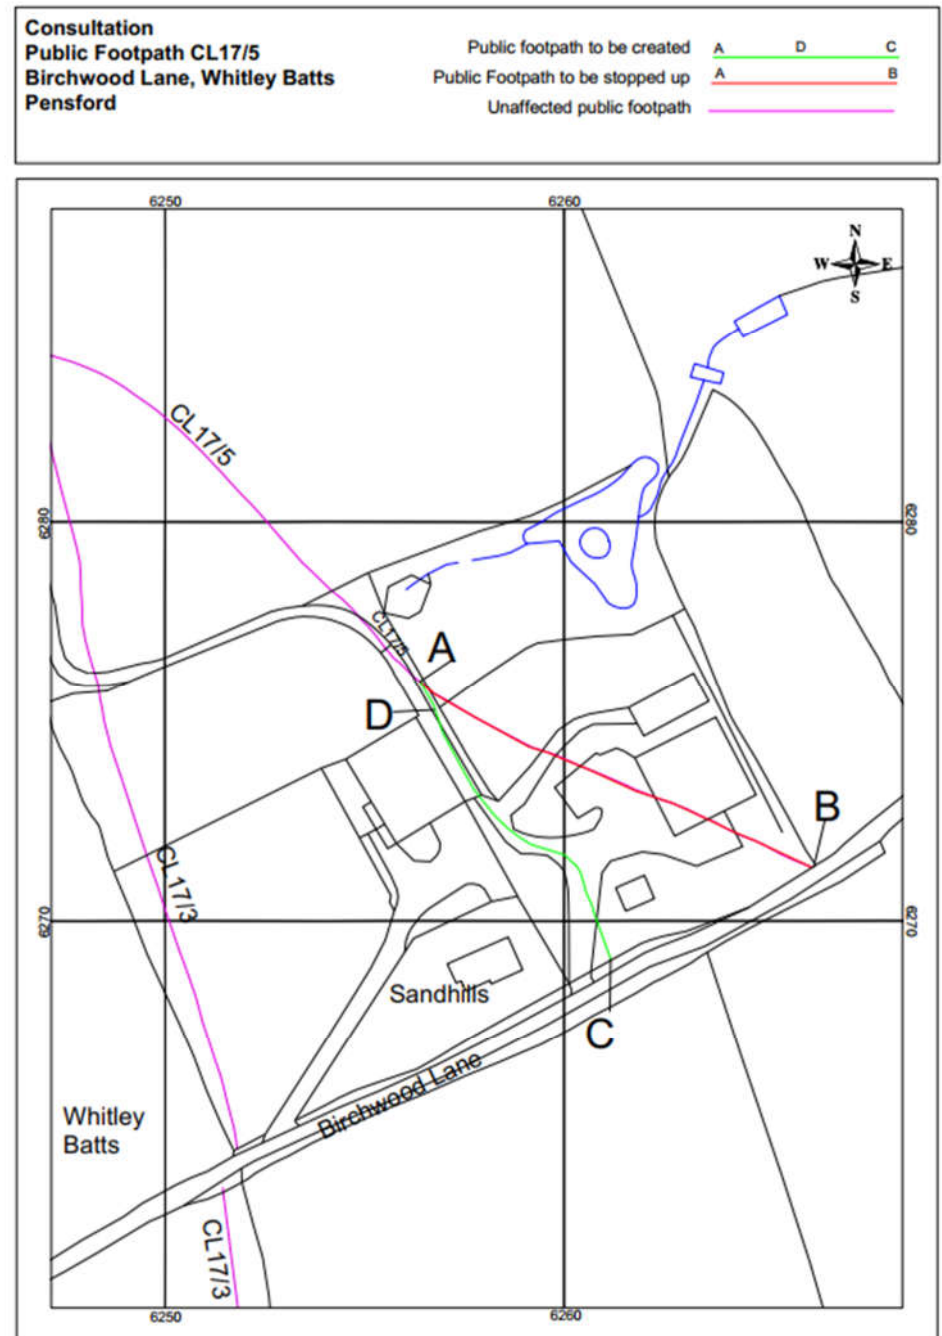 Consultation
Public Footpath CL17/5
Birchwood Lane, Whitley Batts
Pensford
Public footpath to be created A D C
Public Footpath to be stopped up A B
Unaffected public footpath
6250 6260
N
W E
S
CL17/5
6280 6280
CL17/5
A
D
B
CL17/3
6270 6270
Sandhills
C
Birchwood Lane
Whitley
Batts
CL17/3
6250 6260